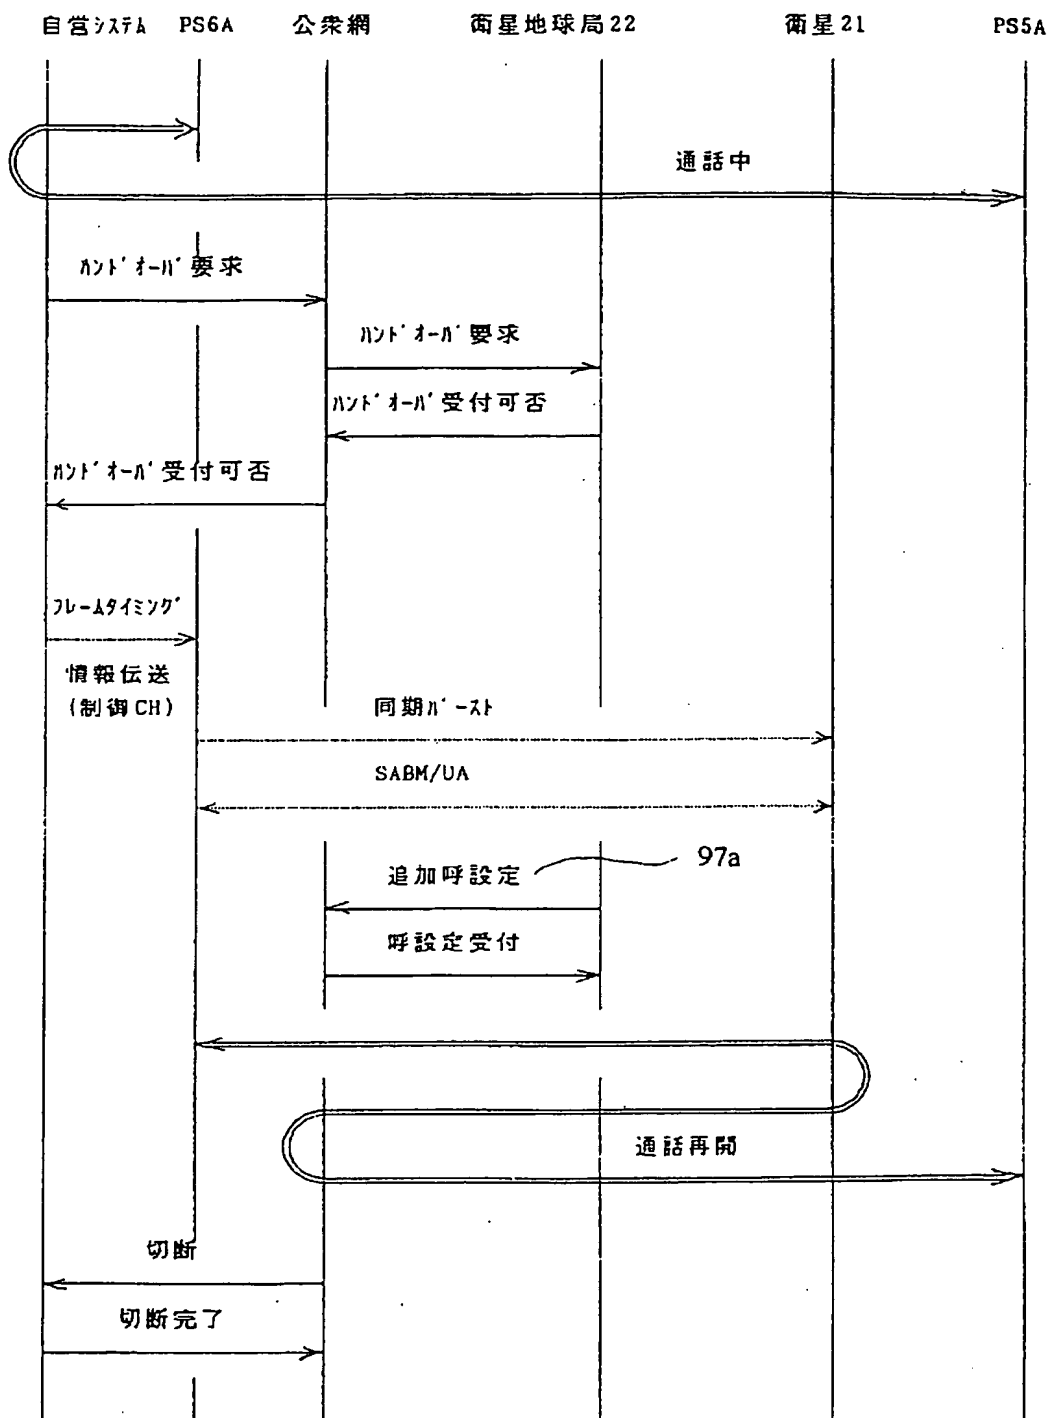 自営ｼｽﾃﾑ PS6A 公衆網 衛星地球局22 衛星21 PS5A
通話中
ﾊﾝﾄﾞｵｰﾊﾞ要求
ﾊﾝﾄﾞｵｰﾊﾞ要求
ﾊﾝﾄﾞｵｰﾊﾞ受付可否
ﾊﾝﾄﾞｵｰﾊﾞ受付可否
ﾌﾚｰﾑﾀｲﾐﾝｸﾞ
情報伝送
(制御CH)
同期ﾊﾞｰｽﾄ
SABM/UA
97a
追加呼設定
呼設定受付
通話再開
切断
切断完了